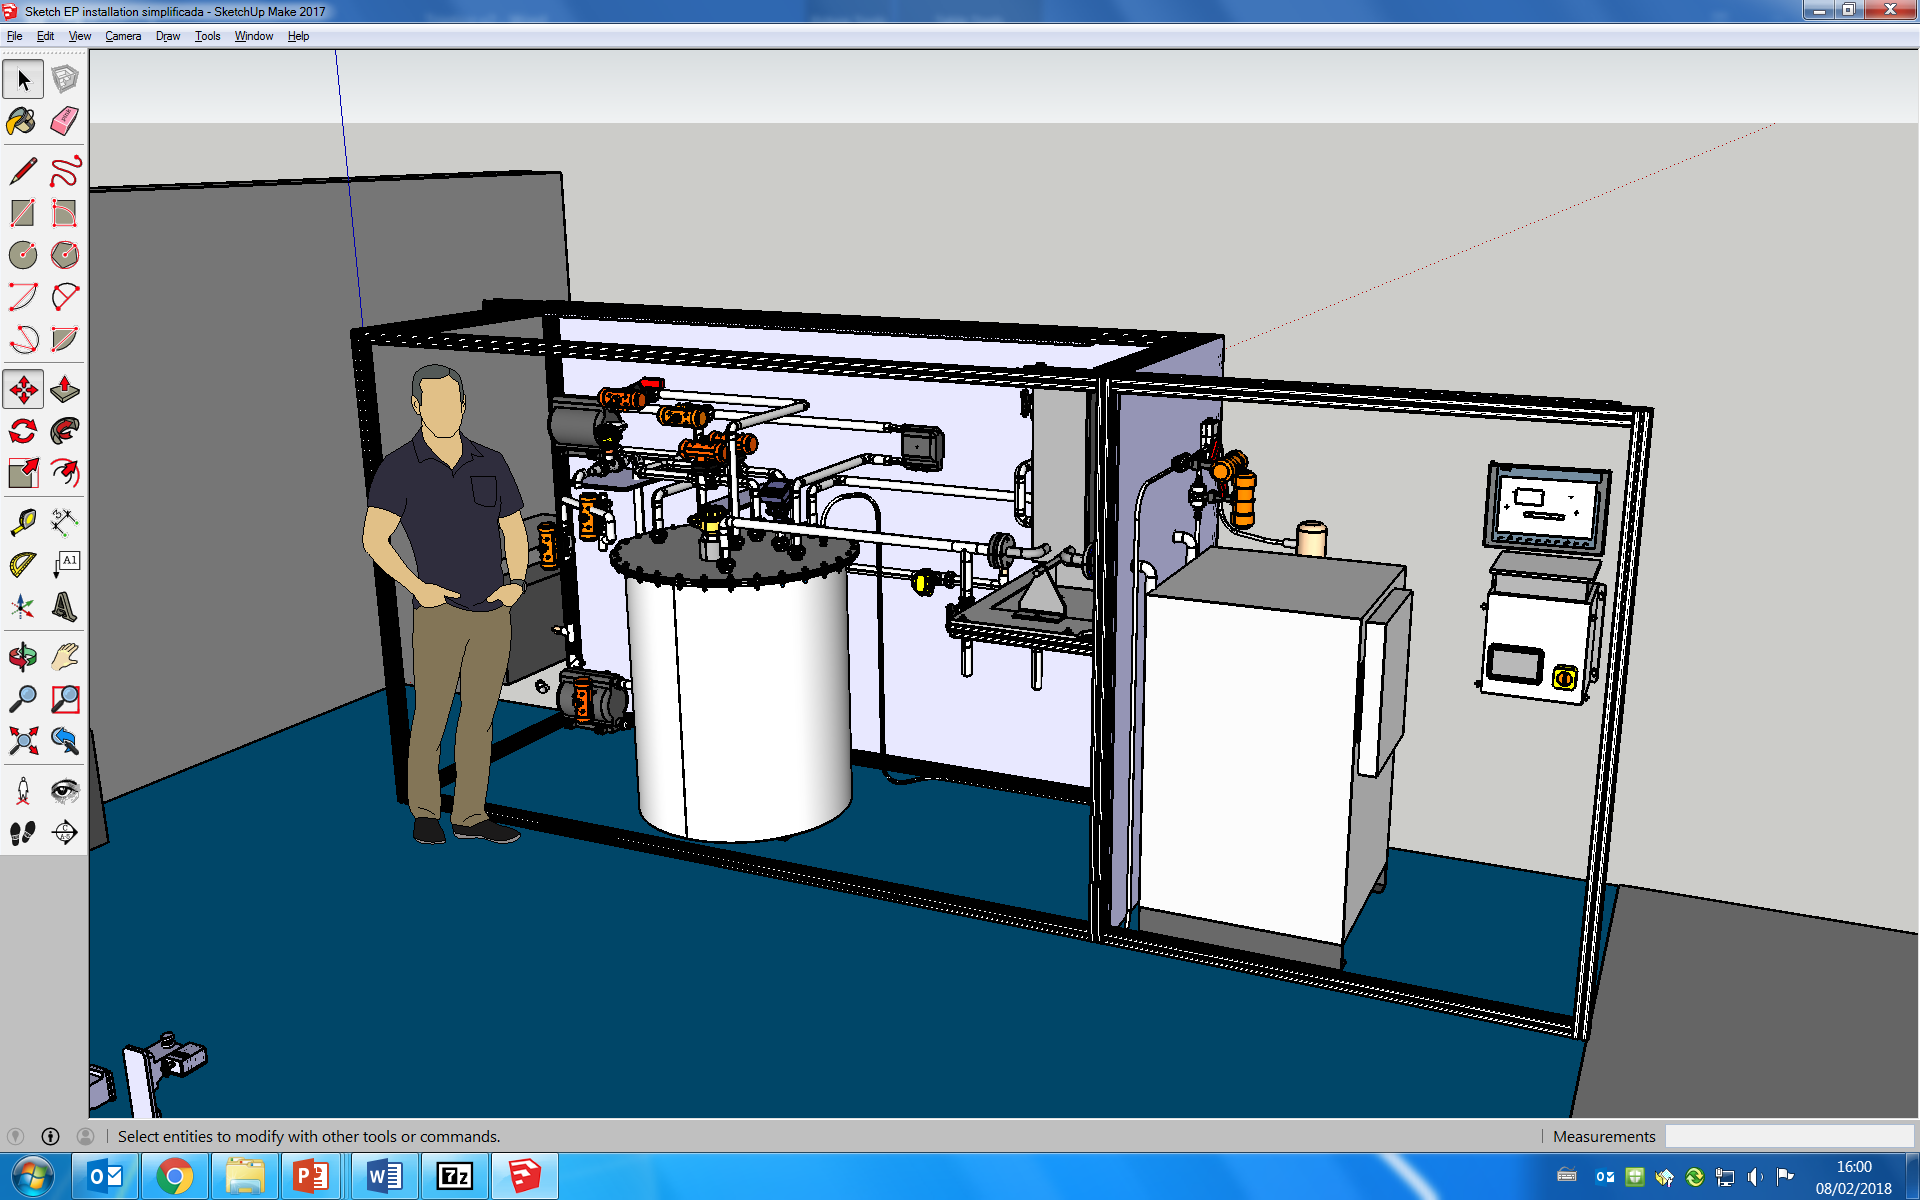 Sketch EP installation simplificada - SketchUp Make 2017
File Edit View Camera Draw Tools Window Help
A1
Select entities to modify with other tools or commands.
Measurements
16:00
08/02/2018